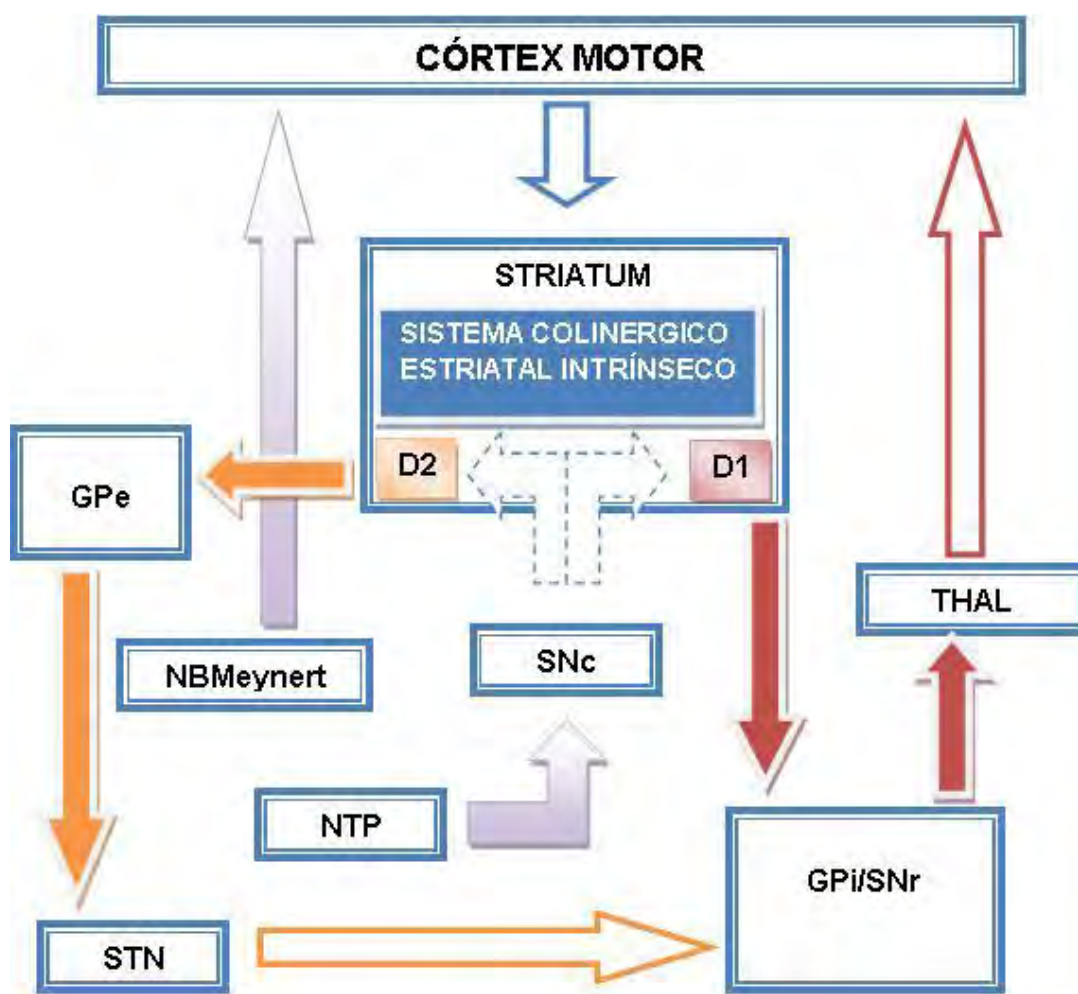 CÓRTEX MOTOR
STRIATUM
SISTEMA COLINERGICO
ESTRIATAL INTRÍNSECO
D2
D1
GPe
THAL
NBMeynert
SNc
NTP
GPi/SNr
STN